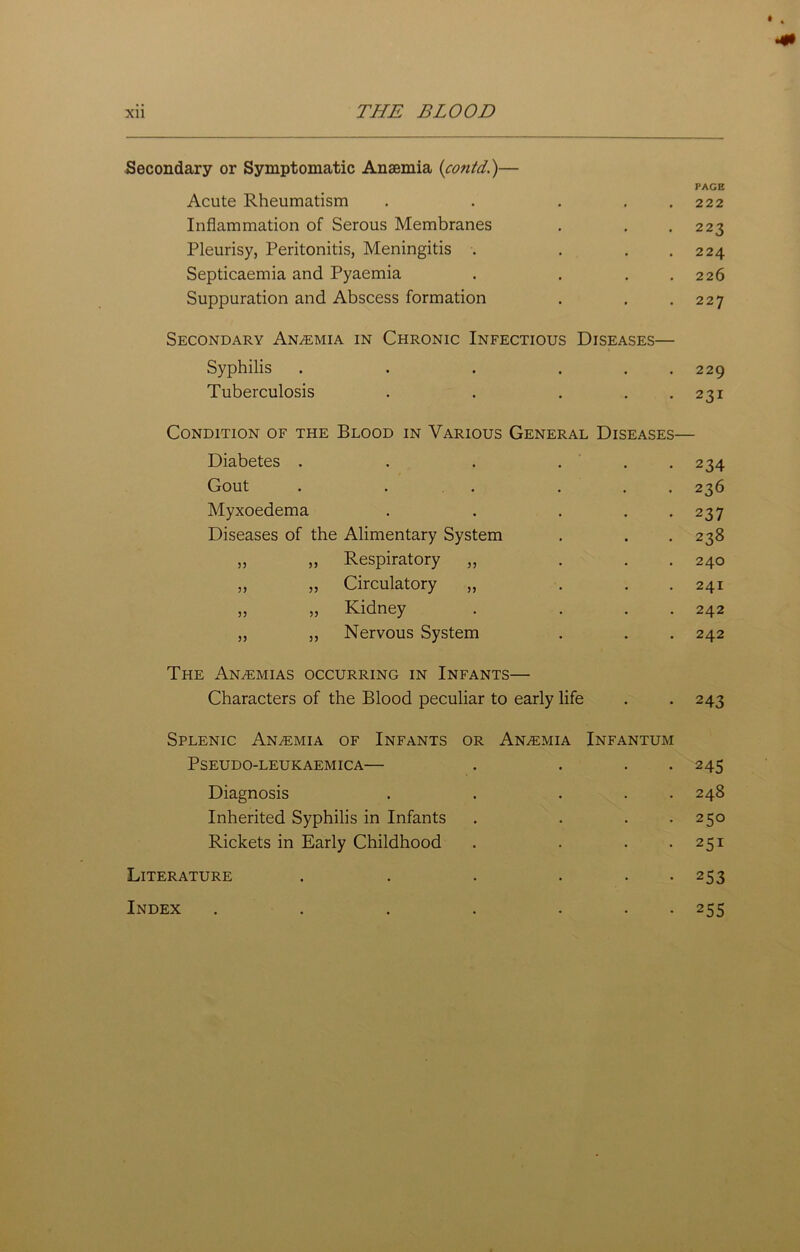 xii THE BLOOD
Secondary or Symptomatic Anæmia (contd.)—
PAGE
Acute Rheumatism . . . . . 222
Inflammation of Serous Membranes . . . 223
Pleurisy, Peritonitis, Meningitis . . . . 224
Septicaemia and Pyaemia . . . . 226
Suppuration and Abscess formation . . . 227
Secondary Anæmia in Chronic Infectious Diseases—
Syphilis . . . . . . 229
Tuberculosis . . . . . 231
Condition of the Blood in Various General Diseases—
Diabetes . . . . . . 234
Gout . . . . . . 236
Myxoedema . . . . . 237
Diseases of the Alimentary System . . . 238
„ „ Respiratory „ . . . 240
„ „ Circulatory „ . . . 241
„ „ Kidney . . . . 242
„ „ Nervous System . . . 242
The Anæmias occurring in Infants—
Characters of the Blood peculiar to early life . . 243
Splenic Anæmia of Infants or Anæmia Infantum
Pseudo-leukaemica— . . . . 245
Diagnosis . . . . . 248
Inherited Syphilis in Infants . . . . 250
Rickets in Early Childhood . . . . 251
Literature . . . . . . 253
Index . . . . . . . 255